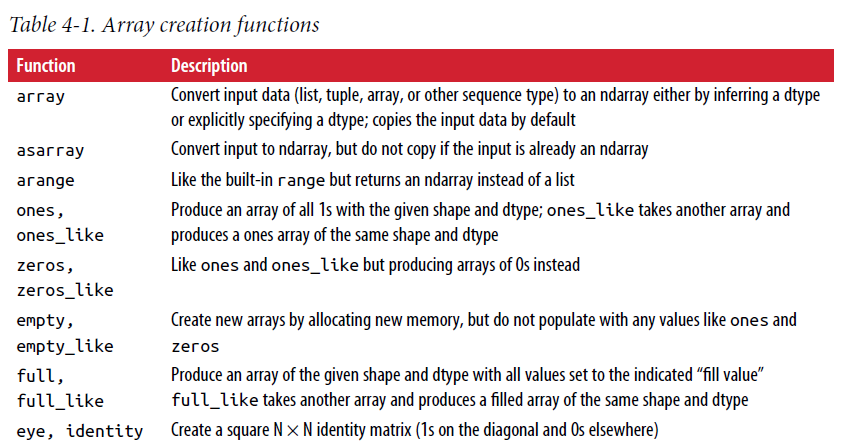 Table 4-1. Array creation functions
Function Description
array Convert input data (list, tuple, array, or other sequence type) to an ndarray either by inferring a dtype
or explicitly specifying a dtype; copies the input data by default
asarray Convert input to ndarray, but do not copy if the input is already an ndarray
arange Like the built-in range but returns an ndarray instead of a list
ones, Produce an array of all 1s with the given shape and dtype; ones_like takes another array and
ones_like produces a ones array of the same shape and dtype
zeros, Like ones and ones_like but producing arrays of 0s instead
zeros_like
empty, Create new arrays by allocating new memory, but do not populate with any values like ones and
empty_like zeros
full, Produce an array of the given shape and dtype with all values set to the indicated “fill value”
full_like full_like takes another array and produces a filled array of the same shape and dtype
eye, identity Create a square N × N identity matrix (1s on the diagonal and 0s elsewhere)